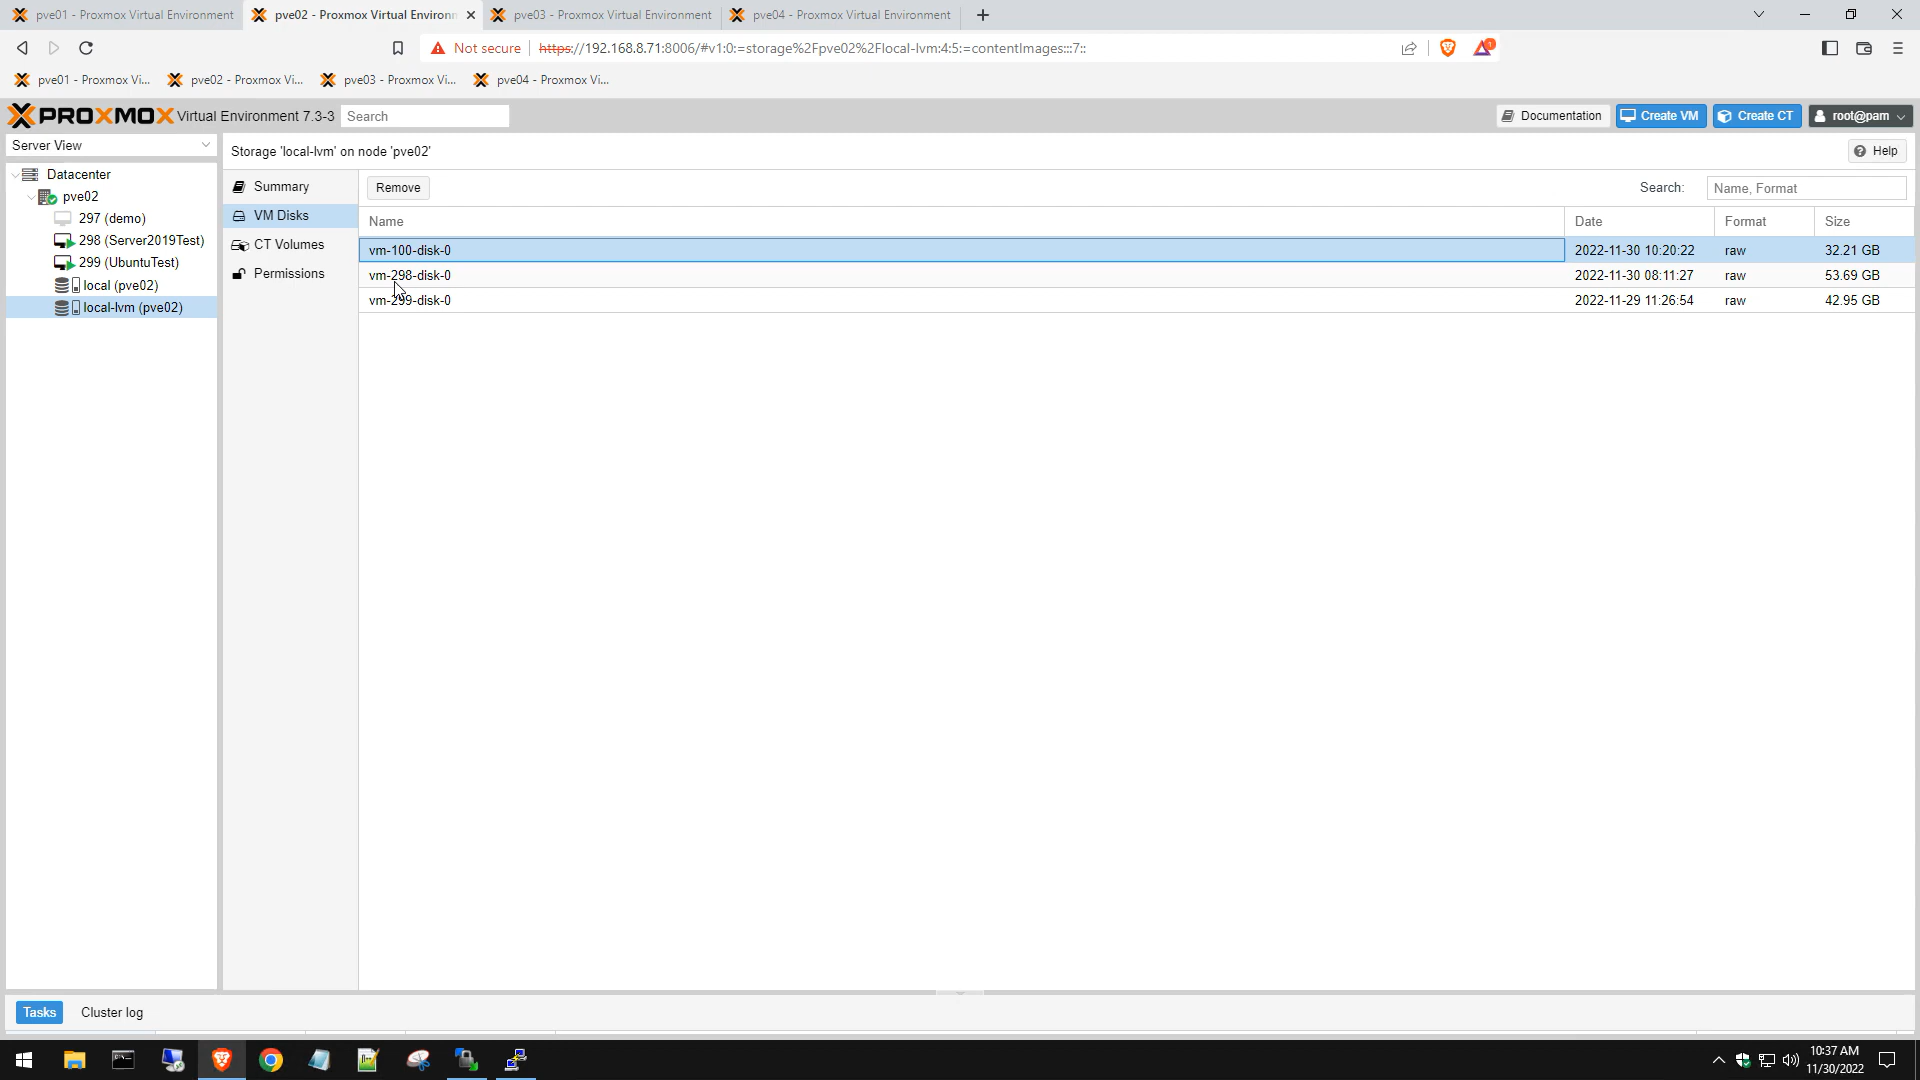 pve01 - Proxmox Virtual Environment
pve02 - Proxmox Virtual Environm
pve03 - Proxmox Virtual Environment
pve04 - Proxmox Virtual Environment
Not secure
https://192.168.8.71:8006/#v1:0:=storage%2Fpve02%2Flocal-lvm:4:5:=contentImages:::7::
pve01 - Proxmox Vi...
pve02 - Proxmox Vi...
pve03 - Proxmox Vi...
pve04 - Proxmox Vi...
PROXMOX Virtual Environment 7.3-3
Search
Documentation
Create VM
Create CT
root@pam
Server View
Storage 'local-lvm' on node 'pve02'
Help
Datacenter
pve02
297 (demo)
298 (Server2019Test)
299 (UbuntuTest)
local (pve02)
local-lvm (pve02)
Summary
VM Disks
CT Volumes
Permissions
Remove
Search:
Name, Format
Name Date Format Size
vm-100-disk-0 2022-11-30 10:20:22 raw 32.21 GB
vm-298-disk-0 2022-11-30 08:11:27 raw 53.69 GB
vm-299-disk-0 2022-11-29 11:26:54 raw 42.95 GB
Tasks
Cluster log
10:37 AM
11/30/2022